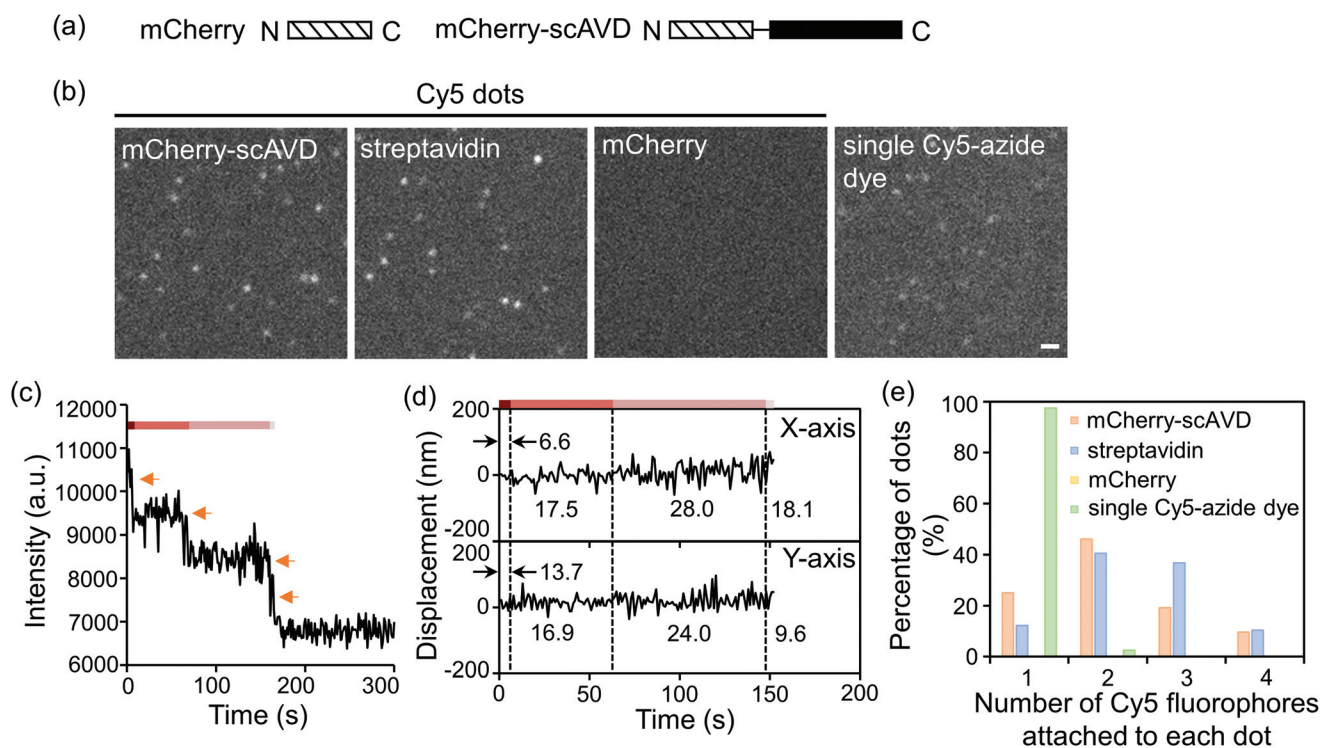 (a) mCherry N C mCherry-scAVD N C
(b) Cy5 dots
mCherry-scAVD streptavidin mCherry single Cy5-azide
dye
(c)
12000
11000
10000
9000
8000
7000
6000
Intensity (a.u.)
0 100 200 300
Time (s)
(d)
200
0
-200
200
0
-200
Displacement (nm)
X-axis
6.6
17.5 28.0 18.1
Y-axis
13.7
16.9 24.0 9.6
0 50 100 150 200
Time (s)
(e)
100
80
60
40
20
0
Percentage of dots
(%)
mCherry-scAVD
streptavidin
mCherry
single Cy5-azide dye
1 2 3 4
Number of Cy5 fluorophores
attached to each dot